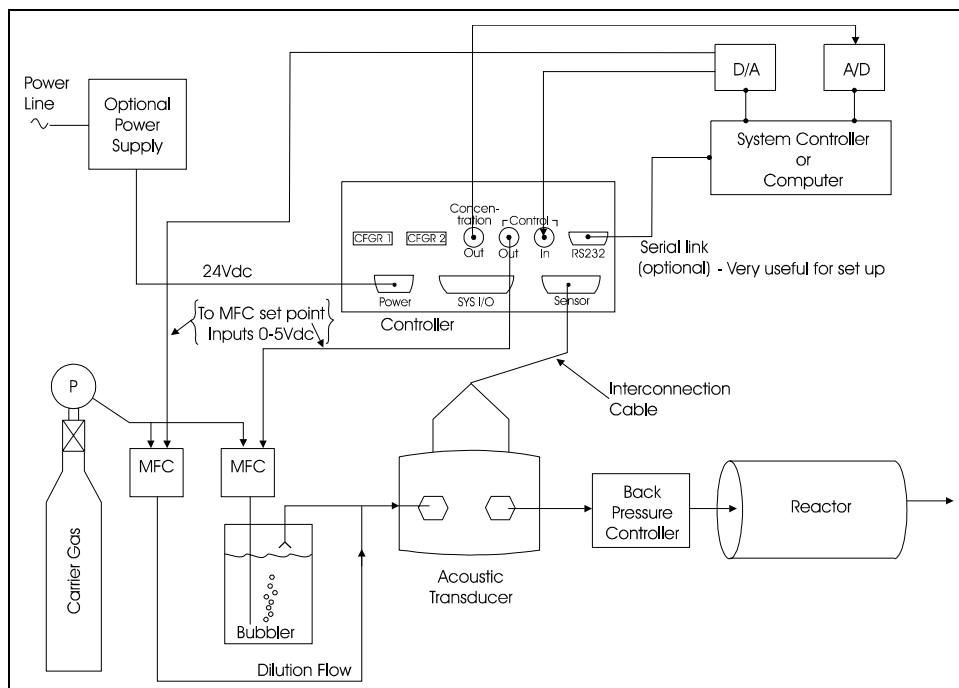 Power
Line
Optional
Power
Supply
D/A
A/D
System Controller
or
Computer
Concen-
tration
Control
CFGR 1
CFGR 2
Out
Out
In
RS232
Serial link
(optional) - Very useful for set up
24Vdc
Power
SYS I/O
Sensor
Controller
To MFC set point
Inputs 0-5Vdc
Interconnection
Cable
P
MFC
MFC
Carrier Gas
Bubbler
Dilution Flow
Acoustic
Transducer
Back
Pressure
Controller
Reactor